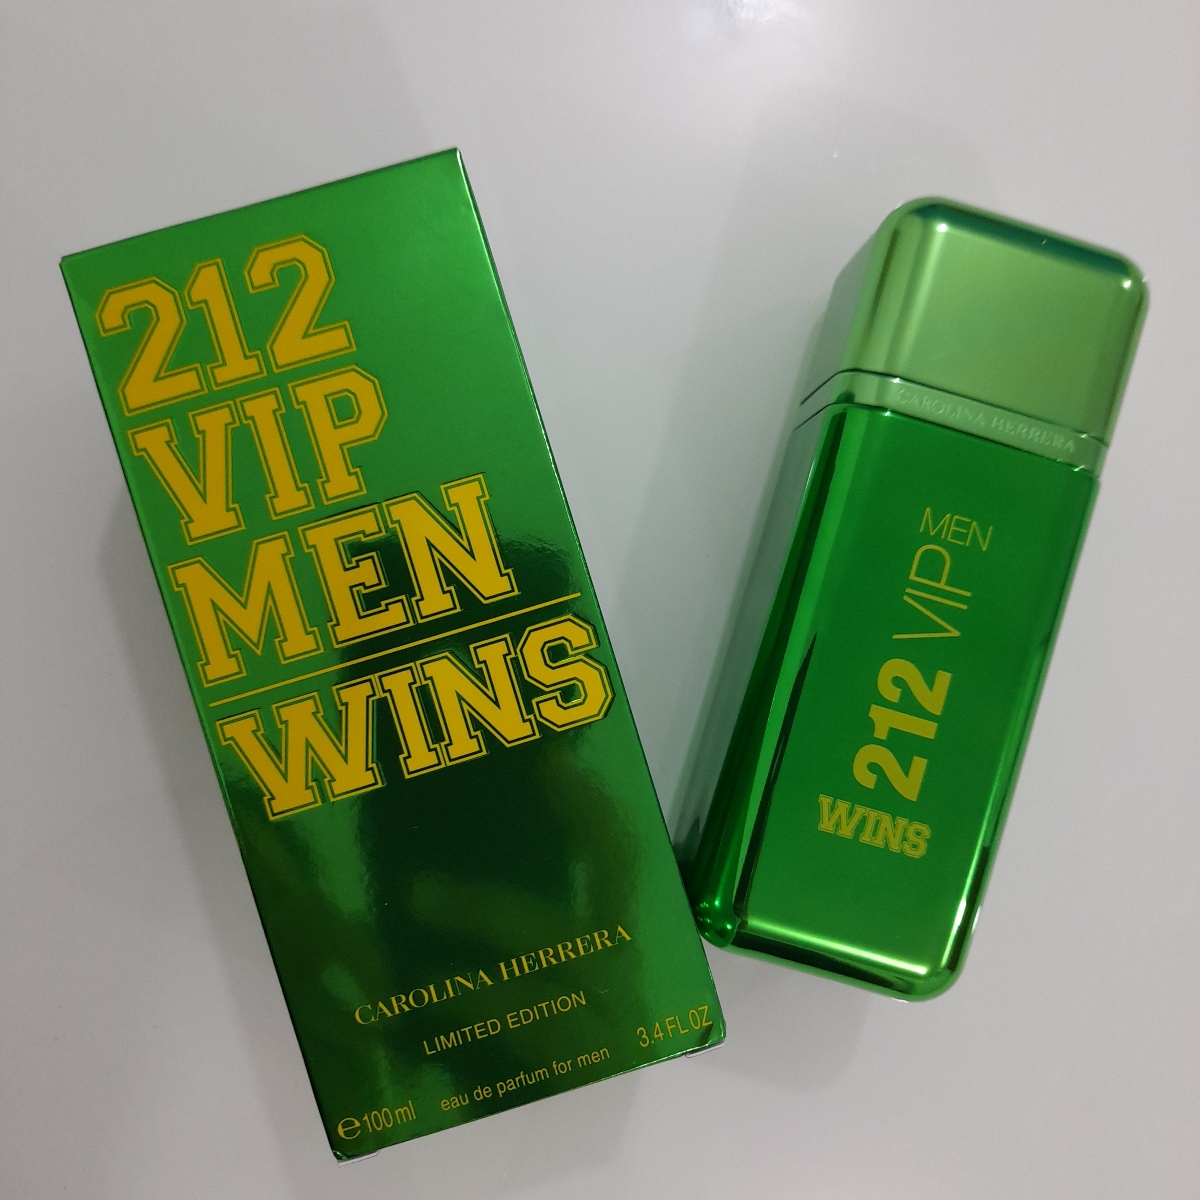 212
VIP
MEN
WINS
CAROLINA HERRERA
LIMITED EDITION
eau de parfum for men
℮100ml
3.4 FL OZ
CAROLINA HERRERA
212 VIP MEN
WINS